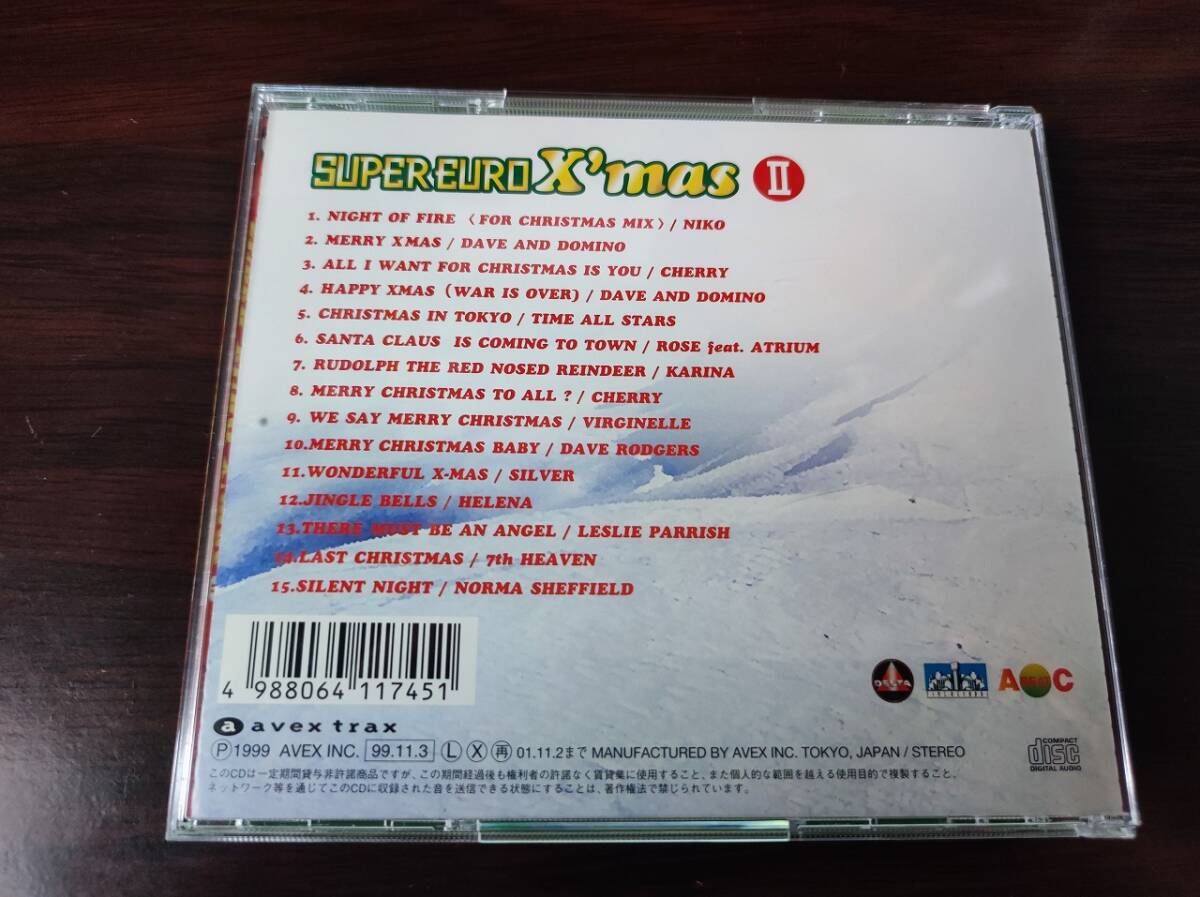 SUPER EURO X'mas II
1. NIGHT OF FIRE 〈FOR CHRISTMAS MIX〉/ NIKO
2. MERRY XMAS / DAVE AND DOMINO
3. ALL I WANT FOR CHRISTMAS IS YOU / CHERRY
4. HAPPY XMAS (WAR IS OVER) / DAVE AND DOMINO
5. CHRISTMAS IN TOKYO / TIME ALL STARS
6. SANTA CLAUS IS COMING TO TOWN / ROSE feat. ATRIUM
7. RUDOLPH THE RED NOSED REINDEER / KARINA
8. MERRY CHRISTMAS TO ALL ? / CHERRY
9. WE SAY MERRY CHRISTMAS / VIRGINELLE
10.MERRY CHRISTMAS BABY / DAVE RODGERS
11.WONDERFUL X-MAS / SILVER
12.JINGLE BELLS / HELENA
13.THERE MUST BE AN ANGEL / LESLIE PARRISH
14.LAST CHRISTMAS / 7th HEAVEN
15.SILENT NIGHT / NORMA SHEFFIELD
4 988064 117451
DELTA
A BEAT C
a avex trax
Ⓟ1999 AVEX INC. 99.11.3 Ⓛ Ⓧ 再 01.11.2まで MANUFACTURED BY AVEX INC. TOKYO, JAPAN / STEREO
COMPACT disc DIGITAL AUDIO
このCDは一定期間貸与非許諾商品ですが、この期間経過後も権利者の許諾なく賃貸業に使用すること、また個人的な範囲を越える使用目的で複製すること、
ネットワーク等を通じてこのCDに収録された音を送信できる状態にすることは、著作権法で禁じられています。